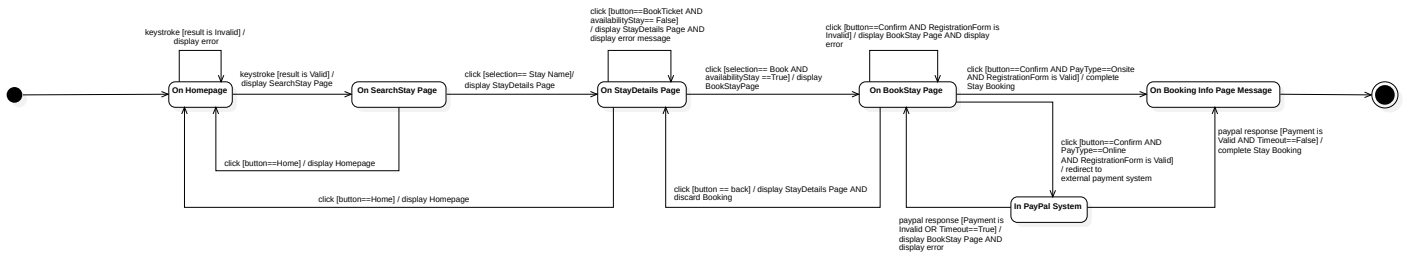 keystroke [result is Invalid] /
display error
On Homepage
keystroke [result is Valid] /
display SearchStay Page
On SearchStay Page
click [button==Home] / display Homepage
click [selection== Stay Name]/
display StayDetails Page
click [button==BookTicket AND
availabilityStay== False]
/ display StayDetails Page AND
display error message
On StayDetails Page
click [button==Home] / display Homepage
click [selection== Book AND
availabilityStay ==True] / display
BookStayPage
click [button==Confirm AND RegistrationForm is
Invalid] / display BookStay Page AND display
error
On BookStay Page
click [button == back] / display StayDetails Page AND
discard Booking
click [button==Confirm AND PayType==Onsite
AND RegistrationForm is Valid] / complete
Stay Booking
On Booking Info Page Message
click [button==Confirm AND
PayType==Online
AND RegistrationForm is Valid]
/ redirect to
external payment system
In PayPal System
paypal response [Payment is
Invalid OR Timeout==True] /
display BookStay Page AND
display error
paypal response [Payment is
Valid AND Timeout==False] /
complete Stay Booking